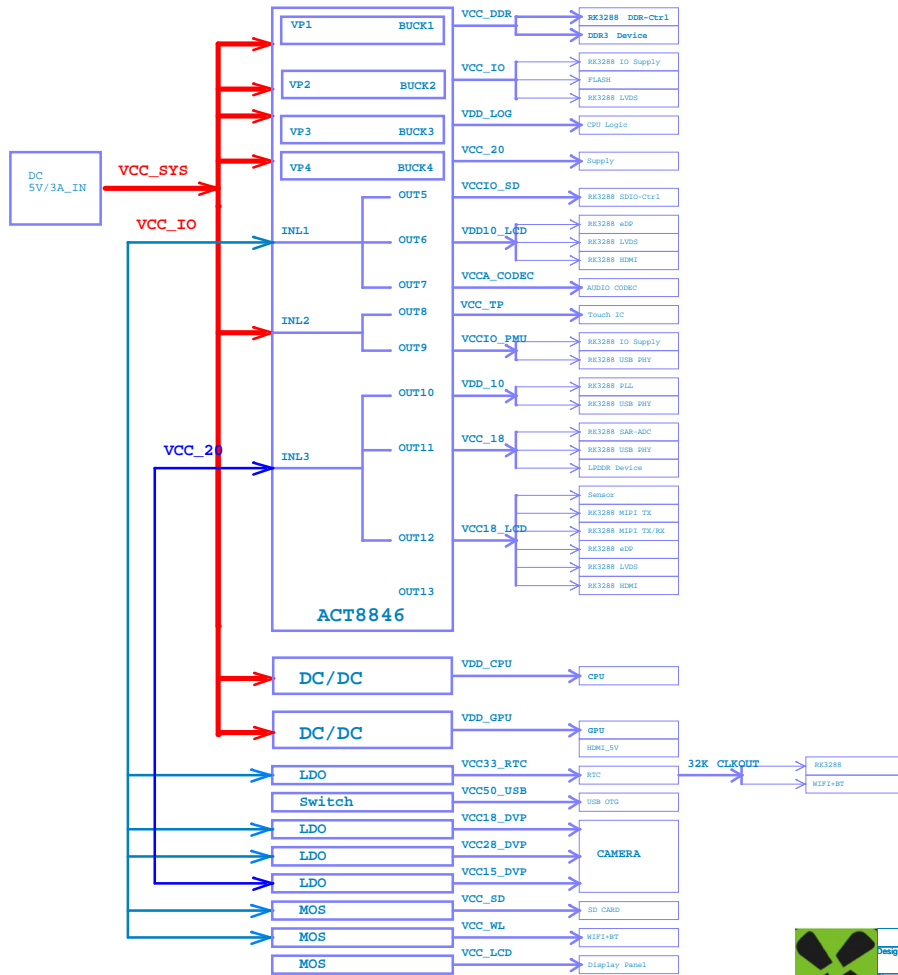 VP1 BUCK1
VCC_DDR
RK3288 DDR-Ctrl
DDR3 Device
VP2 BUCK2
VCC_IO
RK3288 IO Supply
FLASH
RK3288 LVDS
VP3 BUCK3
VDD_LOG
CPU Logic
VP4 BUCK4
VCC_20
Supply
DC
5V/3A_IN
VCC_SYS
VCC_IO
OUT5
VCCIO_SD
RK3288 SDIO-Ctrl
INL1
OUT6
VDD10_LCD
RK3288 eDP
RK3288 LVDS
RK3288 HDMI
OUT7
VCCA_CODEC
AUDIO CODEC
INL2
OUT8
VCC_TP
Touch IC
OUT9
VCCIO_PMU
RK3288 IO Supply
RK3288 USB PHY
OUT10
VDD_10
RK3288 PLL
RK3288 USB PHY
VCC_20
INL3
OUT11
VCC_18
RK3288 SAR-ADC
RK3288 USB PHY
LPDDR Device
OUT12
VCC18_LCD
Sensor
RK3288 MIPI TX
RK3288 MIPI TX/RX
RK3288 eDP
RK3288 LVDS
RK3288 HDMI
OUT13
ACT8846
DC/DC
VDD_CPU
CPU
DC/DC
VDD_GPU
GPU
HDMI_5V
LDO
VCC33_RTC
RTC
32K CLKOUT
RK3288
WIFI+BT
Switch
VCC50_USB
USB OTG
LDO
VCC18_DVP
LDO
VCC28_DVP
CAMERA
LDO
VCC15_DVP
MOS
VCC_SD
SD CARD
MOS
VCC_WL
WIFI+BT
MOS
VCC_LCD
Display Panel
Desig